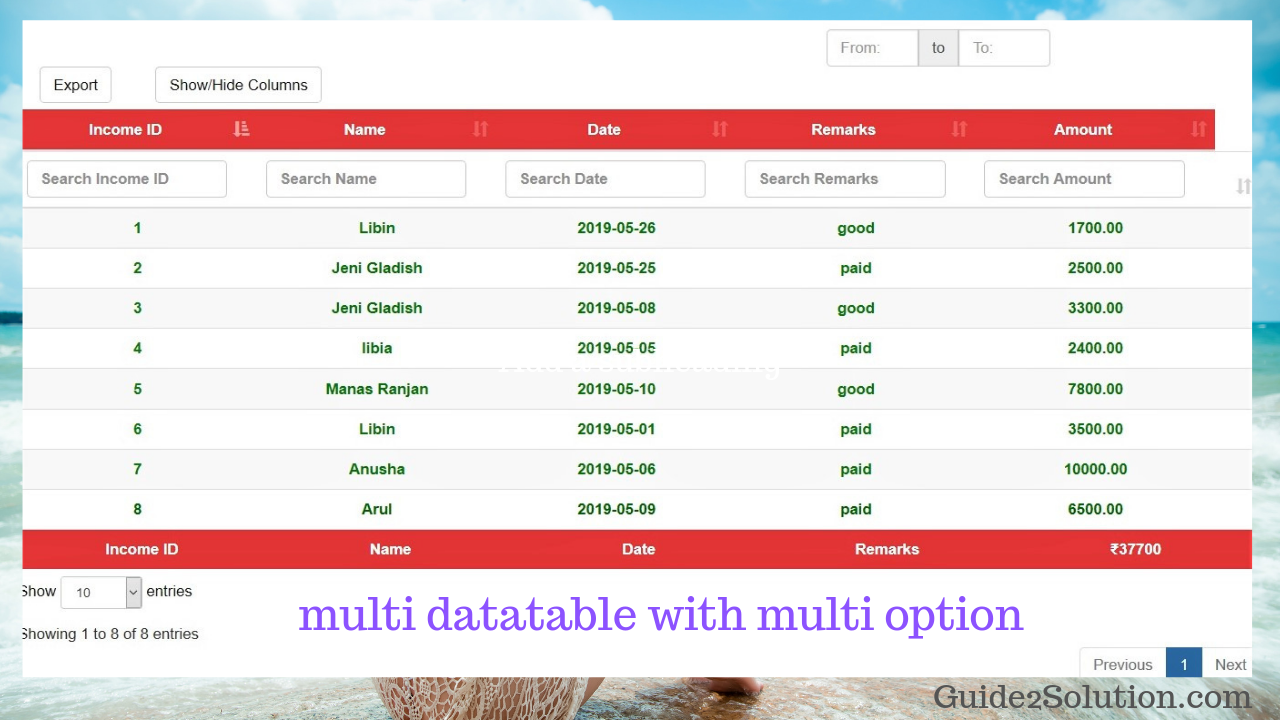 From: to To:
Export Show/Hide Columns
Income ID Name Date Remarks Amount
Search Income ID Search Name Search Date Search Remarks Search Amount
1 Libin 2019-05-26 good 1700.00
2 Jeni Gladish 2019-05-25 paid 2500.00
3 Jeni Gladish 2019-05-08 good 3300.00
4 libia 2019-05-05 paid 2400.00
5 Manas Ranjan 2019-05-10 good 7800.00
6 Libin 2019-05-01 paid 3500.00
7 Anusha 2019-05-06 paid 10000.00
8 Arul 2019-05-09 paid 6500.00
Income ID Name Date Remarks ₹37700
Show 10 entries
multi datatable with multi option
Showing 1 to 8 of 8 entries
Previous 1 Next
Guide2Solution.com